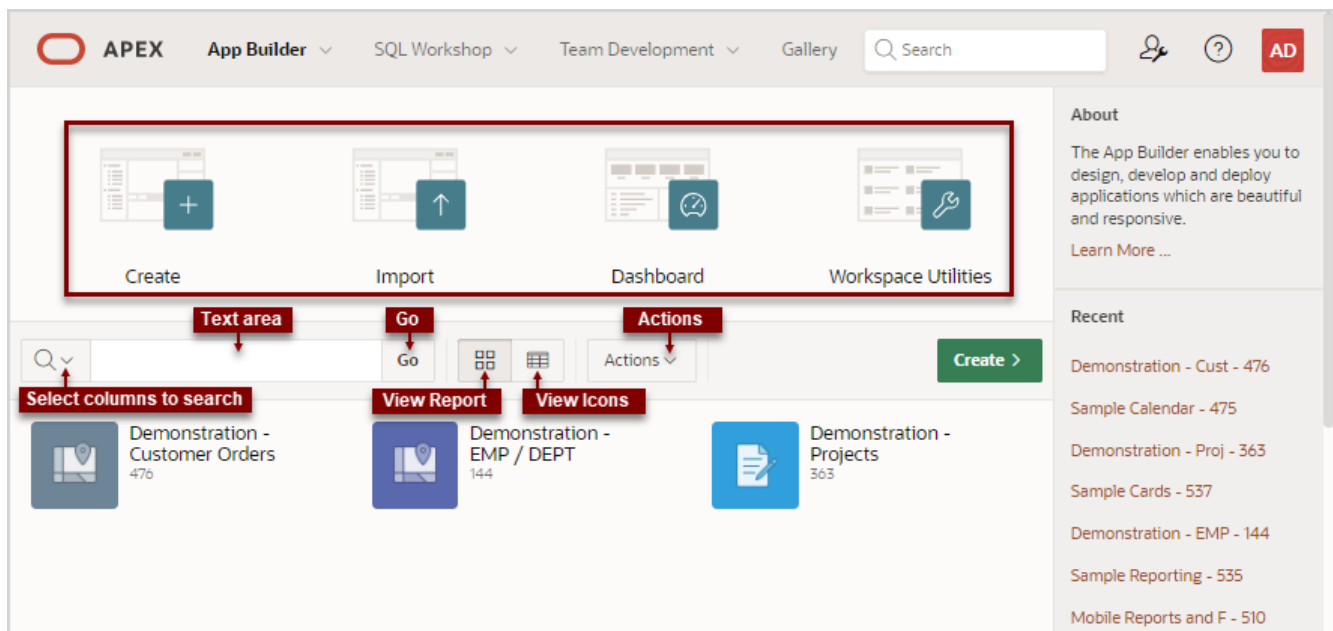 APEX App Builder SQL Workshop Team Development Gallery Search AD
Create Import Dashboard Workspace Utilities
Text area Go Actions
Go Actions Create >
Select columns to search View Report View Icons
Demonstration -
Customer Orders
476
Demonstration -
EMP / DEPT
144
Demonstration -
Projects
363
About
The App Builder enables you to
design, develop and deploy
applications which are beautiful
and responsive.
Learn More ...
Recent
Demonstration - Cust - 476
Sample Calendar - 475
Demonstration - Proj - 363
Sample Cards - 537
Demonstration - EMP - 144
Sample Reporting - 535
Mobile Reports and F - 510